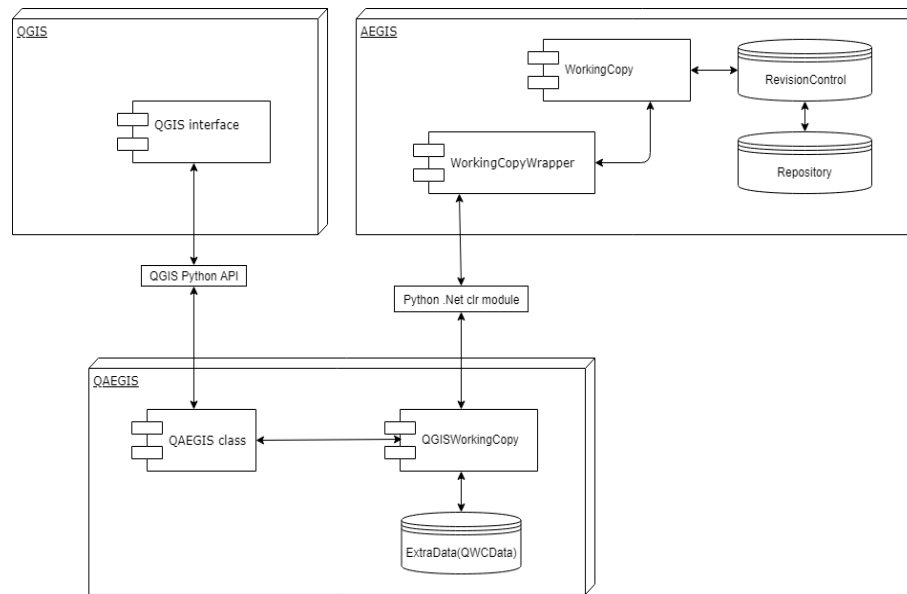 QGIS
AEGIS
WorkingCopy
RevisionControl
QGIS interface
WorkingCopyWrapper
Repository
QGIS Python API
Python .Net clr module
QAEGIS
QAEGIS class
QGISWorkingCopy
ExtraData(QWCData)